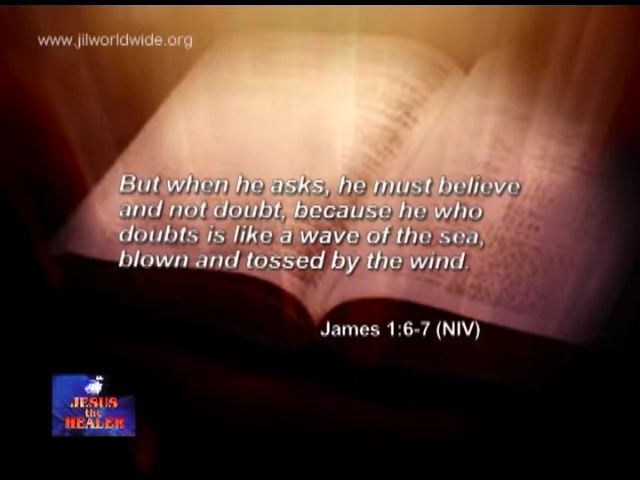 www.jilworldwide.org
But when he asks, he must believe
and not doubt, because he who
doubts is like a wave of the sea,
blown and tossed by the wind.
James 1:6-7 (NIV)
JESUS
the
HEALER